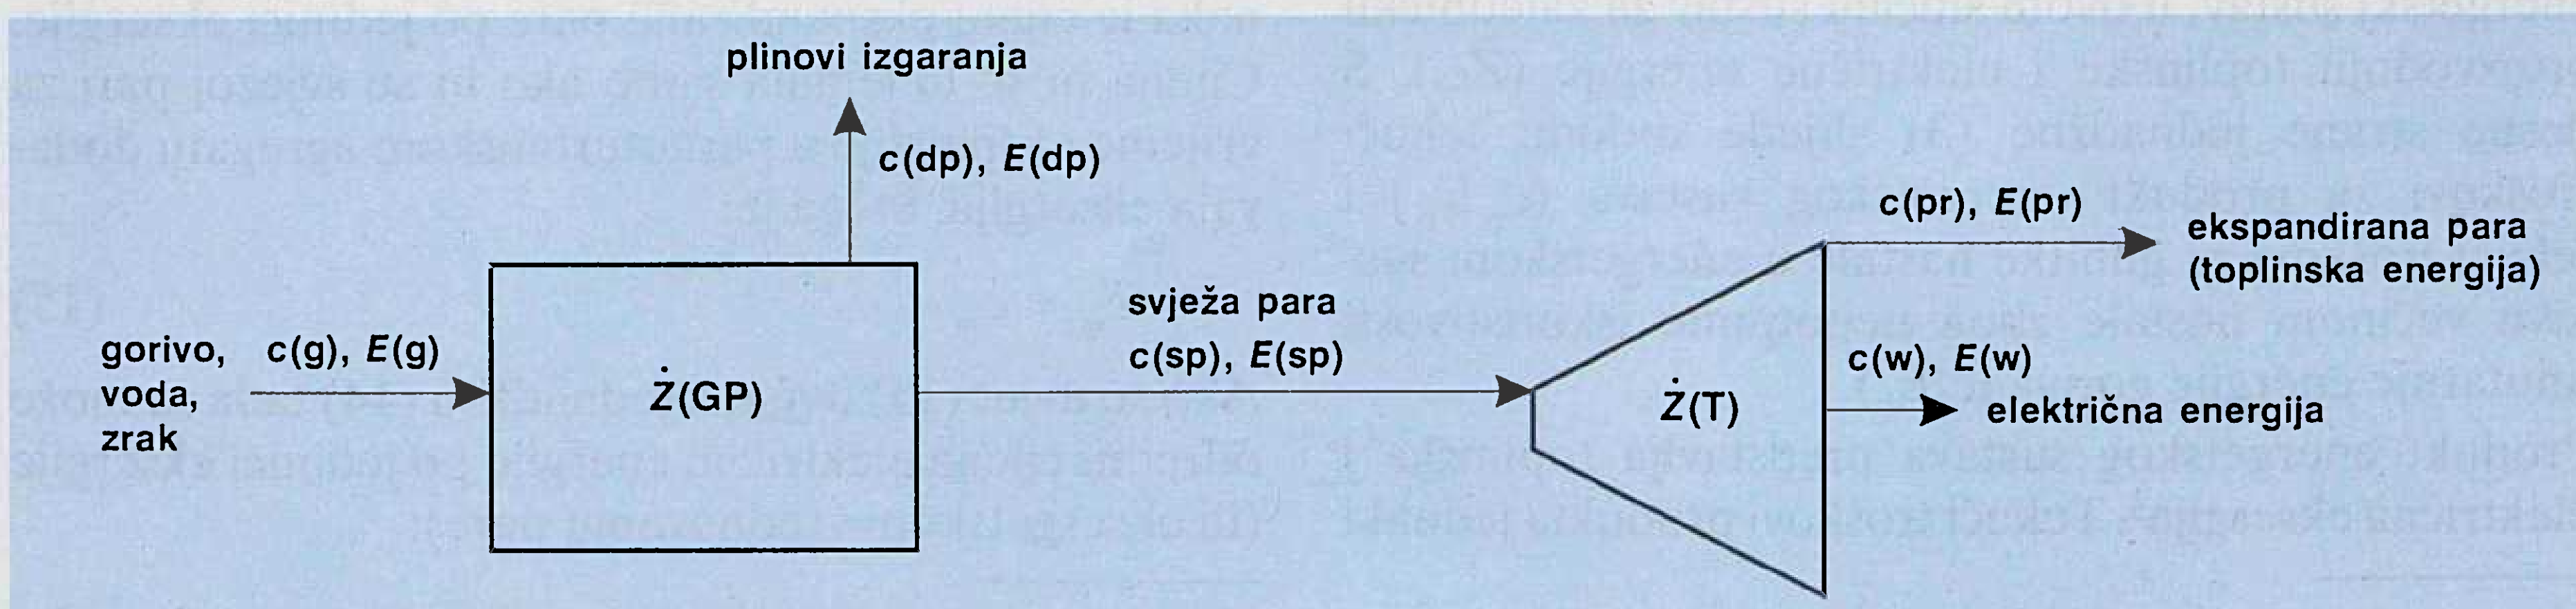 plinovi izgaranja
c(dp), E(dp)
gorivo,
voda,
zrak
c(g), E(g)
Ż(GP)
svježa para
c(sp), E(sp)
Ż(T)
c(pr), E(pr)
ekspandirana para
(toplinska energija)
c(w), E(w)
električna energija